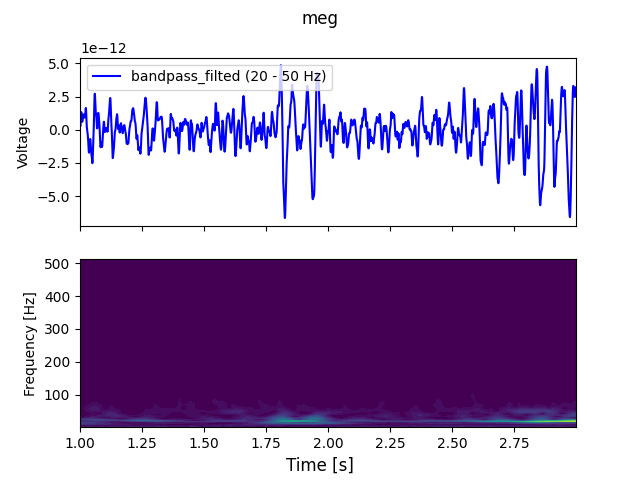 meg
1e−12
bandpass_filted (20 - 50 Hz)
5.0
2.5
0.0
−2.5
−5.0
Voltage
500
400
300
200
100
Frequency [Hz]
1.00 1.25 1.50 1.75 2.00 2.25 2.50 2.75
Time [s]